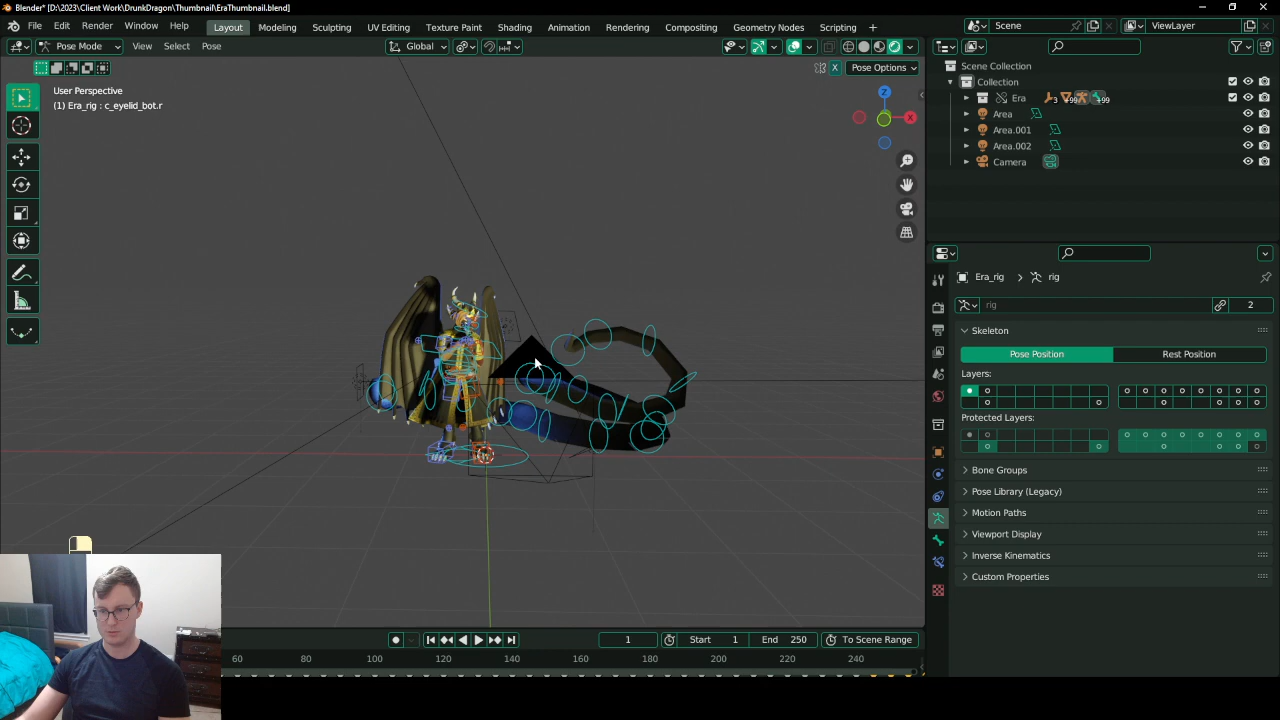 Blender* [D:\2023\Client Work\DrunkDragon\Thumbnail\EraThumbnail.blend]
File Edit Render Window Help Layout Modeling Sculpting UV Editing Texture Paint Shading Animation Rendering Compositing Geometry Nodes Scripting + Scene ViewLayer
Pose Mode View Select Pose Global
X Pose Options
User Perspective
(1) Era_rig : c_eyelid_bot.r
Z
X
Scene Collection
Collection
Era 3 +99 +99
Area
Area.001
Area.002
Camera
Era_rig > rig
rig 2
Skeleton
Pose Position Rest Position
Layers:
Protected Layers:
Bone Groups
Pose Library (Legacy)
Motion Paths
Viewport Display
Inverse Kinematics
Custom Properties
1 Start 1 End 250 To Scene Range
60 80 100 120 140 160 180 200 220 240